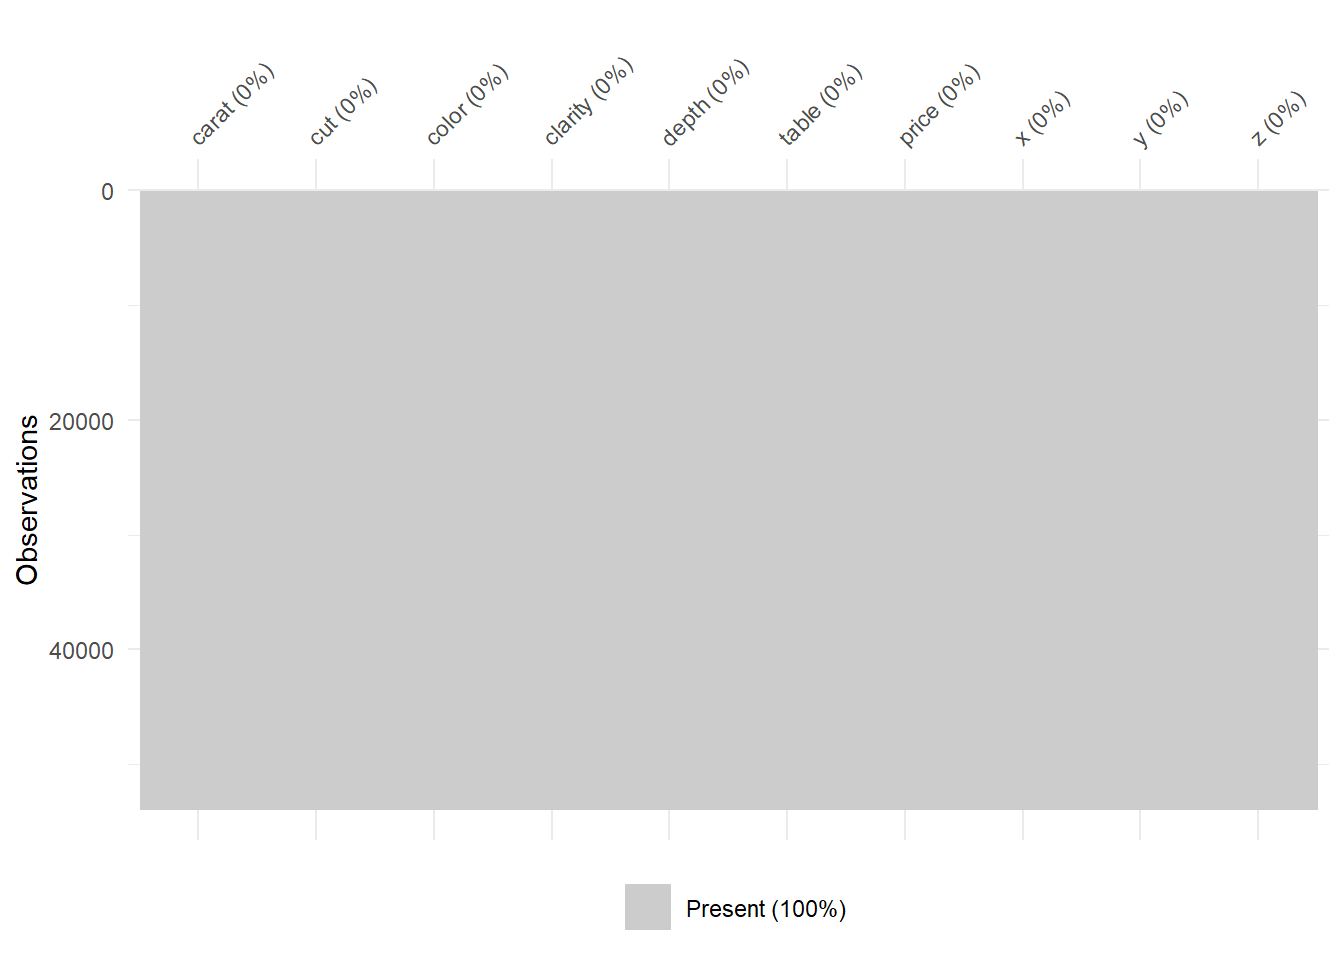 carat (0%)
cut (0%)
color (0%)
clarity (0%)
depth (0%)
table (0%)
price (0%)
x (0%)
y (0%)
z (0%)
0
20000
40000
Observations
Present (100%)